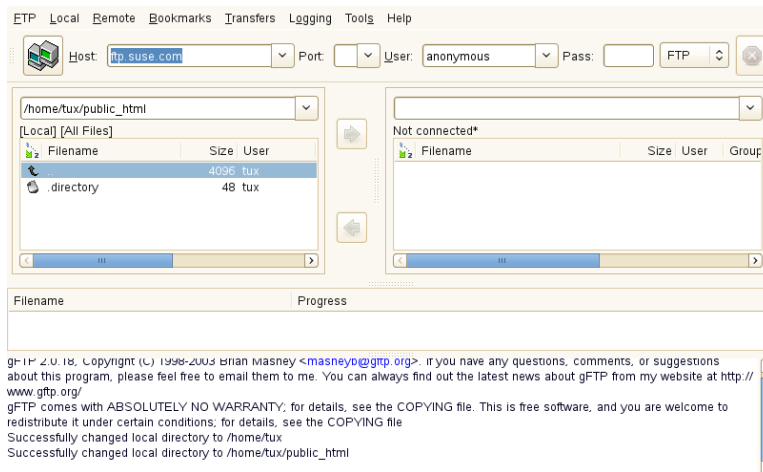 FTP Local Remote Bookmarks Transfers Logging Tools Help
Host: ftp.suse.com Port: User: anonymous Pass: FTP
/home/tux/public_html
[Local] [All Files]
Filename Size User
.. 4096 tux
.directory 48 tux
Not connected*
Filename Size User Group
Filename Progress
gFTP 2.0.18, Copyright (C) 1998-2003 Brian Masney <masneyb@gftp.org>. If you have any questions, comments, or suggestions
about this program, please feel free to email them to me. You can always find out the latest news about gFTP from my website at http://
www.gftp.org/
gFTP comes with ABSOLUTELY NO WARRANTY; for details, see the COPYING file. This is free software, and you are welcome to
redistribute it under certain conditions; for details, see the COPYING file
Successfully changed local directory to /home/tux
Successfully changed local directory to /home/tux/public_html